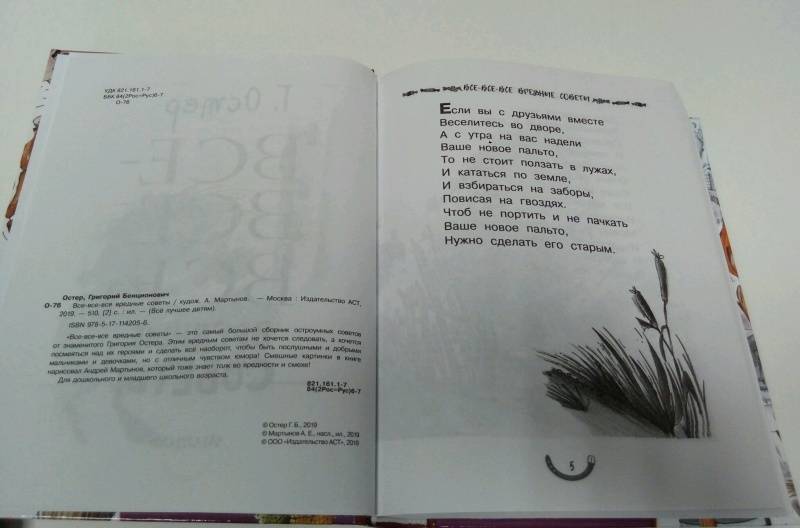 УДК 821.161.1-7
ББК 84(2Рос=Рус)6-7
О-76
Остер, Григорий Бенционович
О-76 Все-все-все вредные советы / худож. А. Мартынов. — Москва : Издательство АСТ,
2019. — 510, [2] с. : ил. — (Всё лучшее детям).
ISBN 978-5-17-114205-6.
«Все-все-все вредные советы» — это самый большой сборник остроумных советов
от знаменитого Григория Остера. Этим вредным советам не хочется следовать, а хочется
посмеяться над их героями и сделать всё наоборот, чтобы быть послушными и добрыми
мальчиками и девочками, но с отличным чувством юмора! Смешные картинки в книге
нарисовал Андрей Мартынов, который тоже знает толк во вредности и смехе!
Для дошкольного и младшего школьного возраста.
821.161.1-7
84(2Рос=Рус)6-7
© Остер Г. Б., 2019
© Мартынов А. Е., насл., ил., 2019
© ООО «Издательство АСТ», 2019
ВСЕ-ВСЕ-ВСЕ ВРЕДНЫЕ СОВЕТЫ
Если вы с друзьями вместе
Веселитесь во дворе,
А с утра на вас надели
Ваше новое пальто,
То не стоит ползать в лужах,
И кататься по земле,
И взбираться на заборы,
Повисая на гвоздях.
Чтоб не портить и не пачкать
Ваше новое пальто,
Нужно сделать его старым.
5